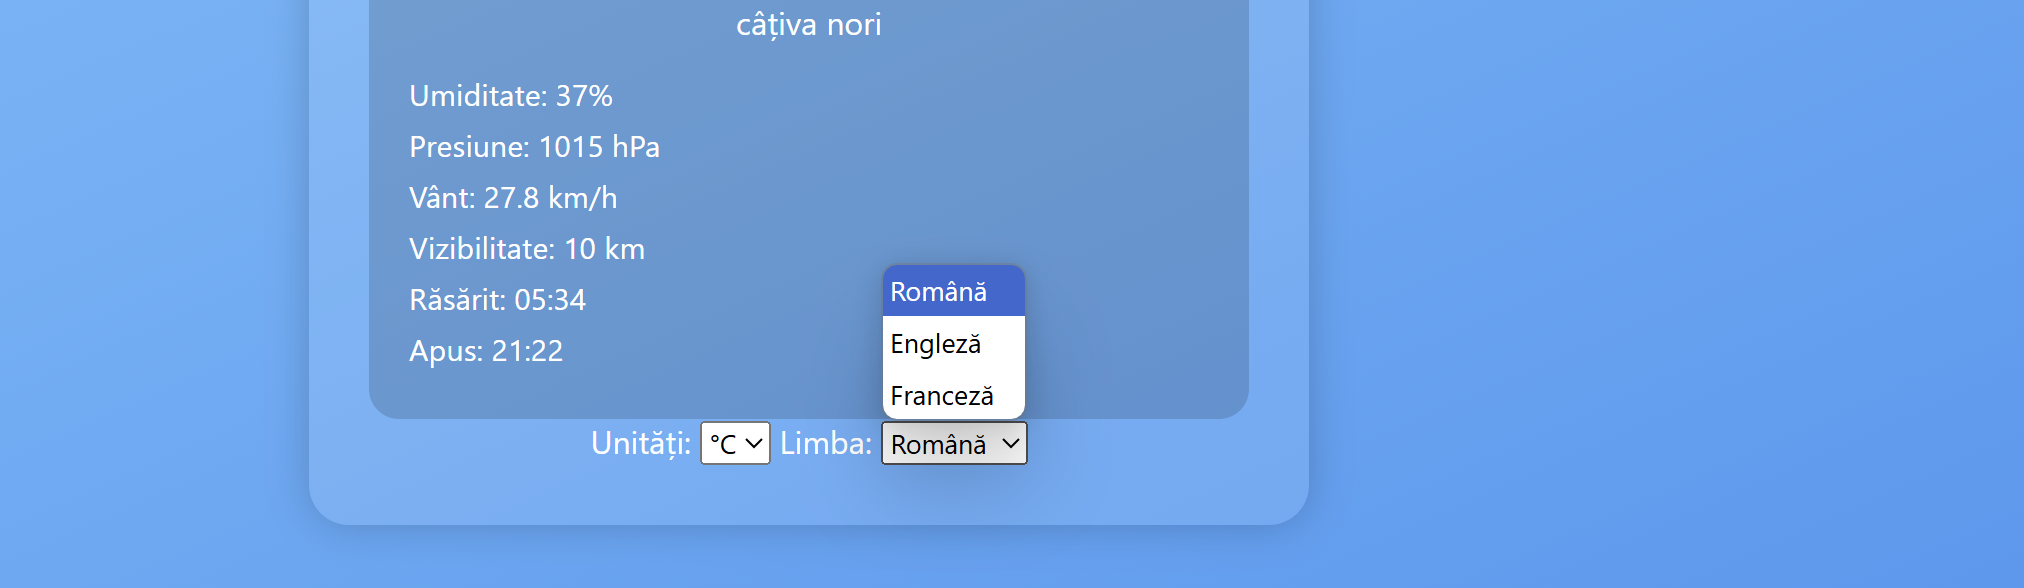 câțiva nori
Umiditate: 37%
Presiune: 1015 hPa
Vânt: 27.8 km/h
Vizibilitate: 10 km
Răsărit: 05:34
Apus: 21:22
Română
Engleză
Franceză
Unități: °C Limba: Română